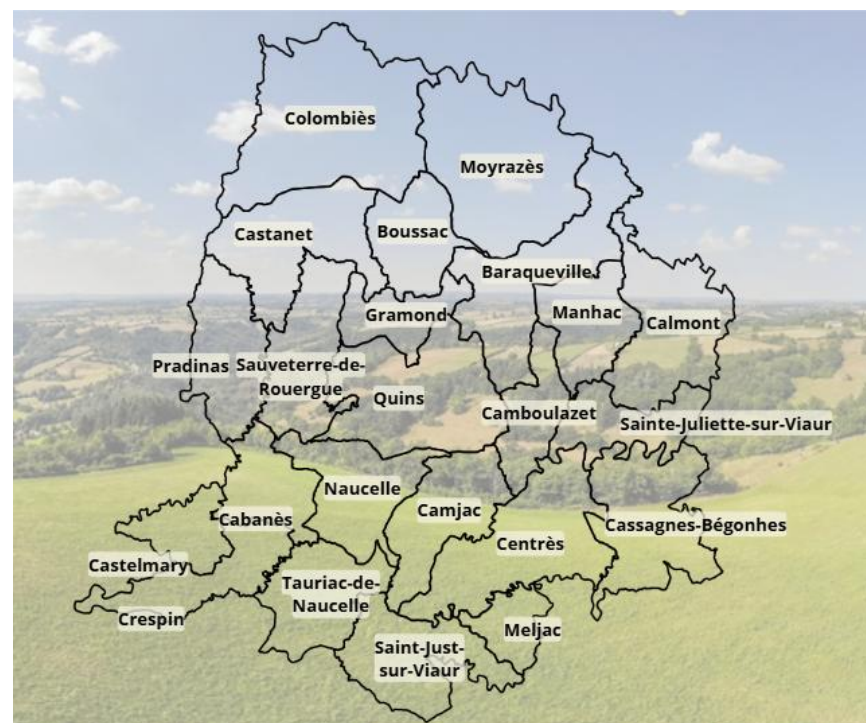 Colombiès
Moyrazès
Castanet
Boussac
Baraqueville
Gramond
Manhac
Calmont
Pradinas
Sauveterre-de-
Rouergue
Quins
Camboulazet
Sainte-Juliette-sur-Viaur
Naucelle
Camjac
Cabanès
Cassagnes-Bégonhes
Centrès
Castelmary
Tauriac-de-
Naucelle
Crespin
Meljac
Saint-Just-
sur-Viaur